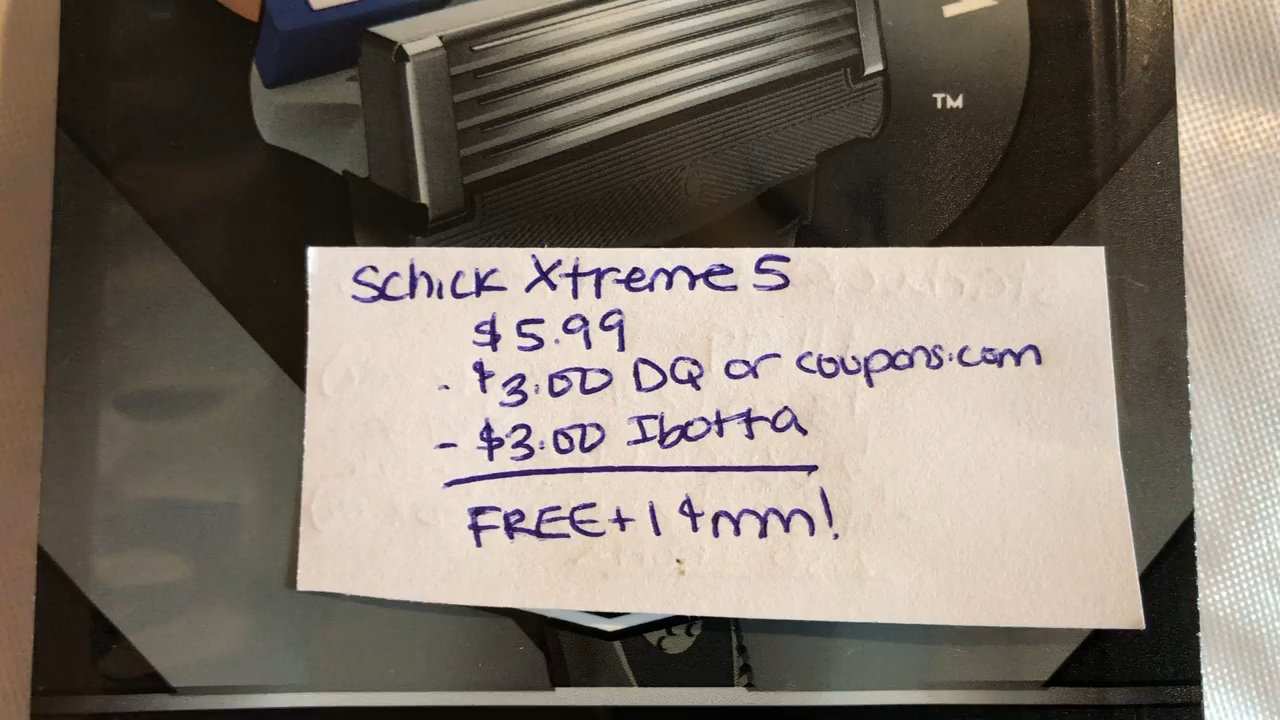 TM
Schick Xtreme 5
$5.99
- $3.00 DQ or coupons.com
- $3.00 Ibotta
FREE + 1¢ mm!